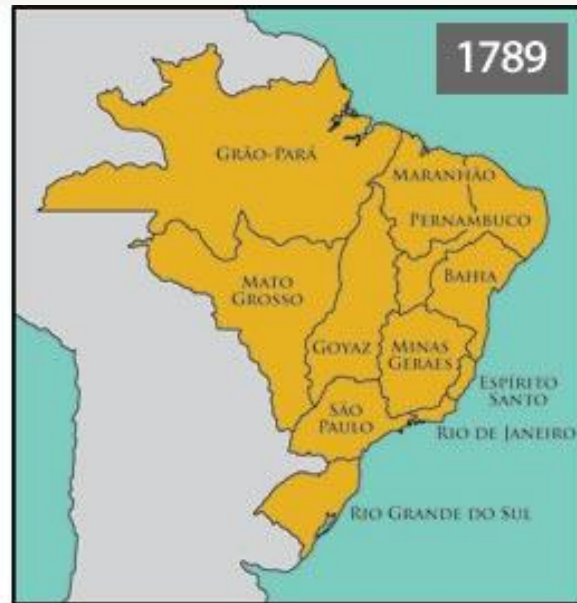 1789
GRÃO-PARÁ
MARANHÃO
PERNAMBUCO
BAHIA
MATO
GROSSO
GOYAZ
MINAS
GERAES
ESPÍRITO
SANTO
SÃO
PAULO
RIO DE JANEIRO
RIO GRANDE DO SUL